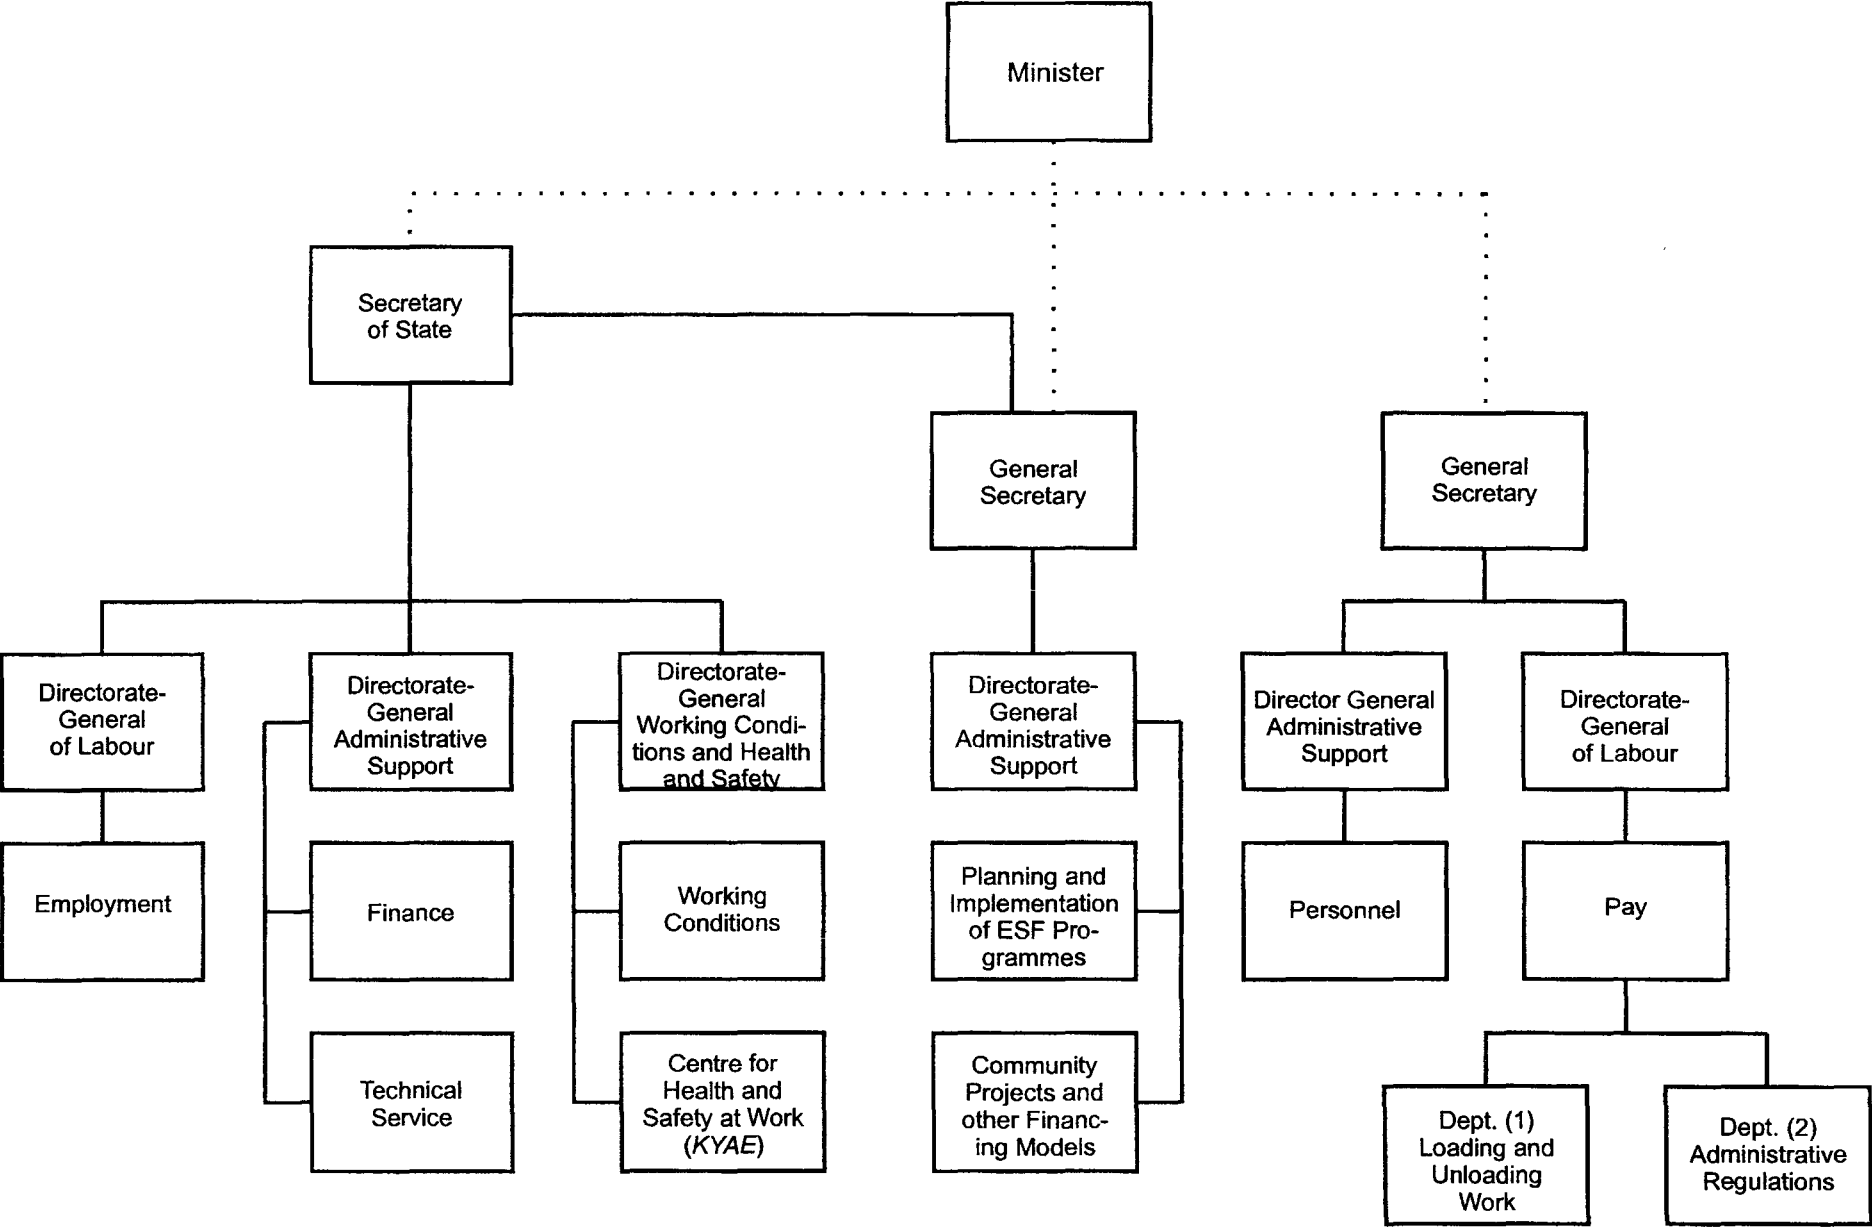 Minister
Secretary
of State
General
Secretary
General
Secretary
Directorate-
General
of Labour
Directorate-
General
Administrative
Support
Directorate-
General
Working Condi-
tions and Health
and Safety
Directorate-
General
Administrative
Support
Director General
Administrative
Support
Directorate-
General
of Labour
Employment
Finance
Working
Conditions
Planning and
Implementation
of ESF Pro-
grammes
Personnel
Pay
Technical
Service
Centre for
Health and
Safety at Work
(KYAE)
Community
Projects and
other Financ-
ing Models
Dept. (1)
Loading and
Unloading
Work
Dept. (2)
Administrative
Regulations